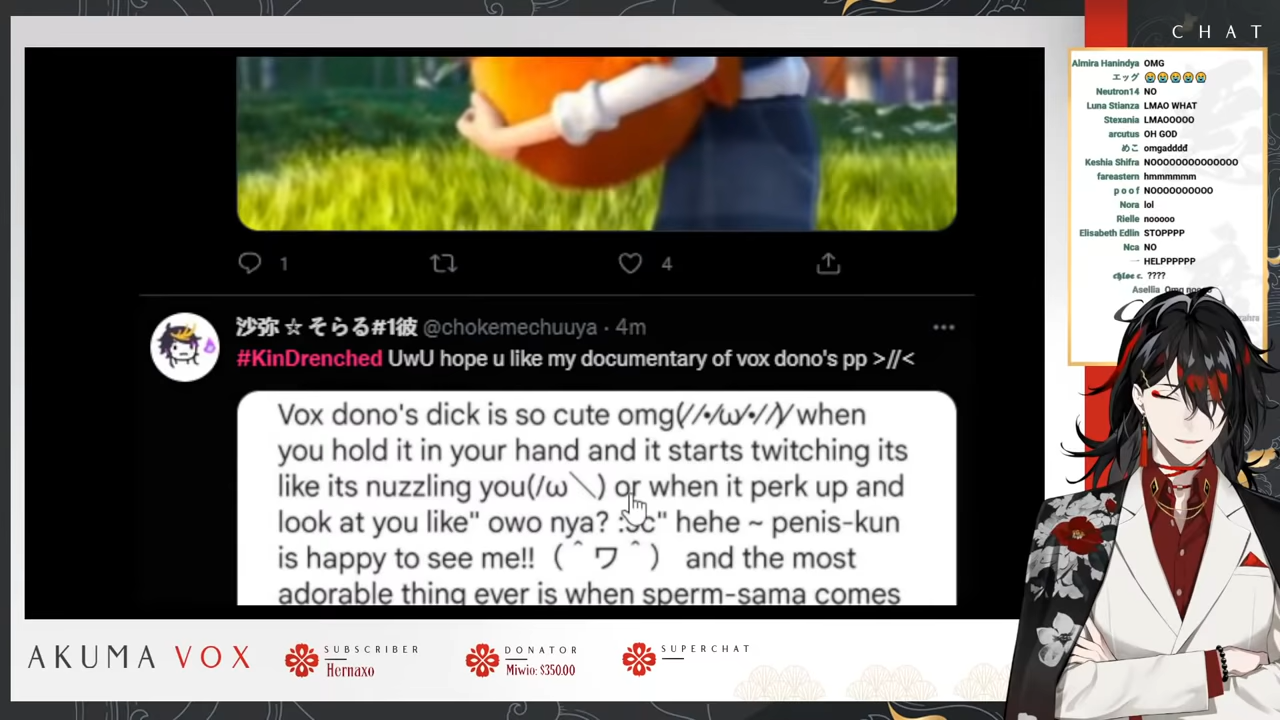 CHAT
Almira Hanindya OMG
エッグ 😭😭😭😭😭
Neutron14 NO
Luna Stianza LMAO WHAT
Stexania LMAOOOOO
arcutus OH GOD
めこ omgadddd
Keshia Shifra NOOOOOOOOOOOOOO
fareastern hmmmmmm
p o o f NOOOOOOOOOO
Nora lol
Rielle nooooo
Elisabeth Edlin STOPPPP
Nca NO
一 HELPPPPPP
chloe c. ????
Asellia Omg
1
4
沙弥 ☆ そらる#1彼 @chokemechuuya · 4m
#KinDrenched UwU hope u like my documentary of vox dono's pp >//<
Vox dono's dick is so cute omg(⁄ ⁄•⁄ω⁄•⁄ ⁄)⁄ when
you hold it in your hand and it starts twitching its
like its nuzzling you(/ω＼) or when it perk up and
look at you like" owo nya? :3c" hehe ~ penis-kun
is happy to see me!! （＾ワ＾） and the most
adorable thing ever is when sperm-sama comes
AKUMA VOX
SUBSCRIBER
Hernaxo
DONATOR
Miwio: $350.00
SUPERCHAT